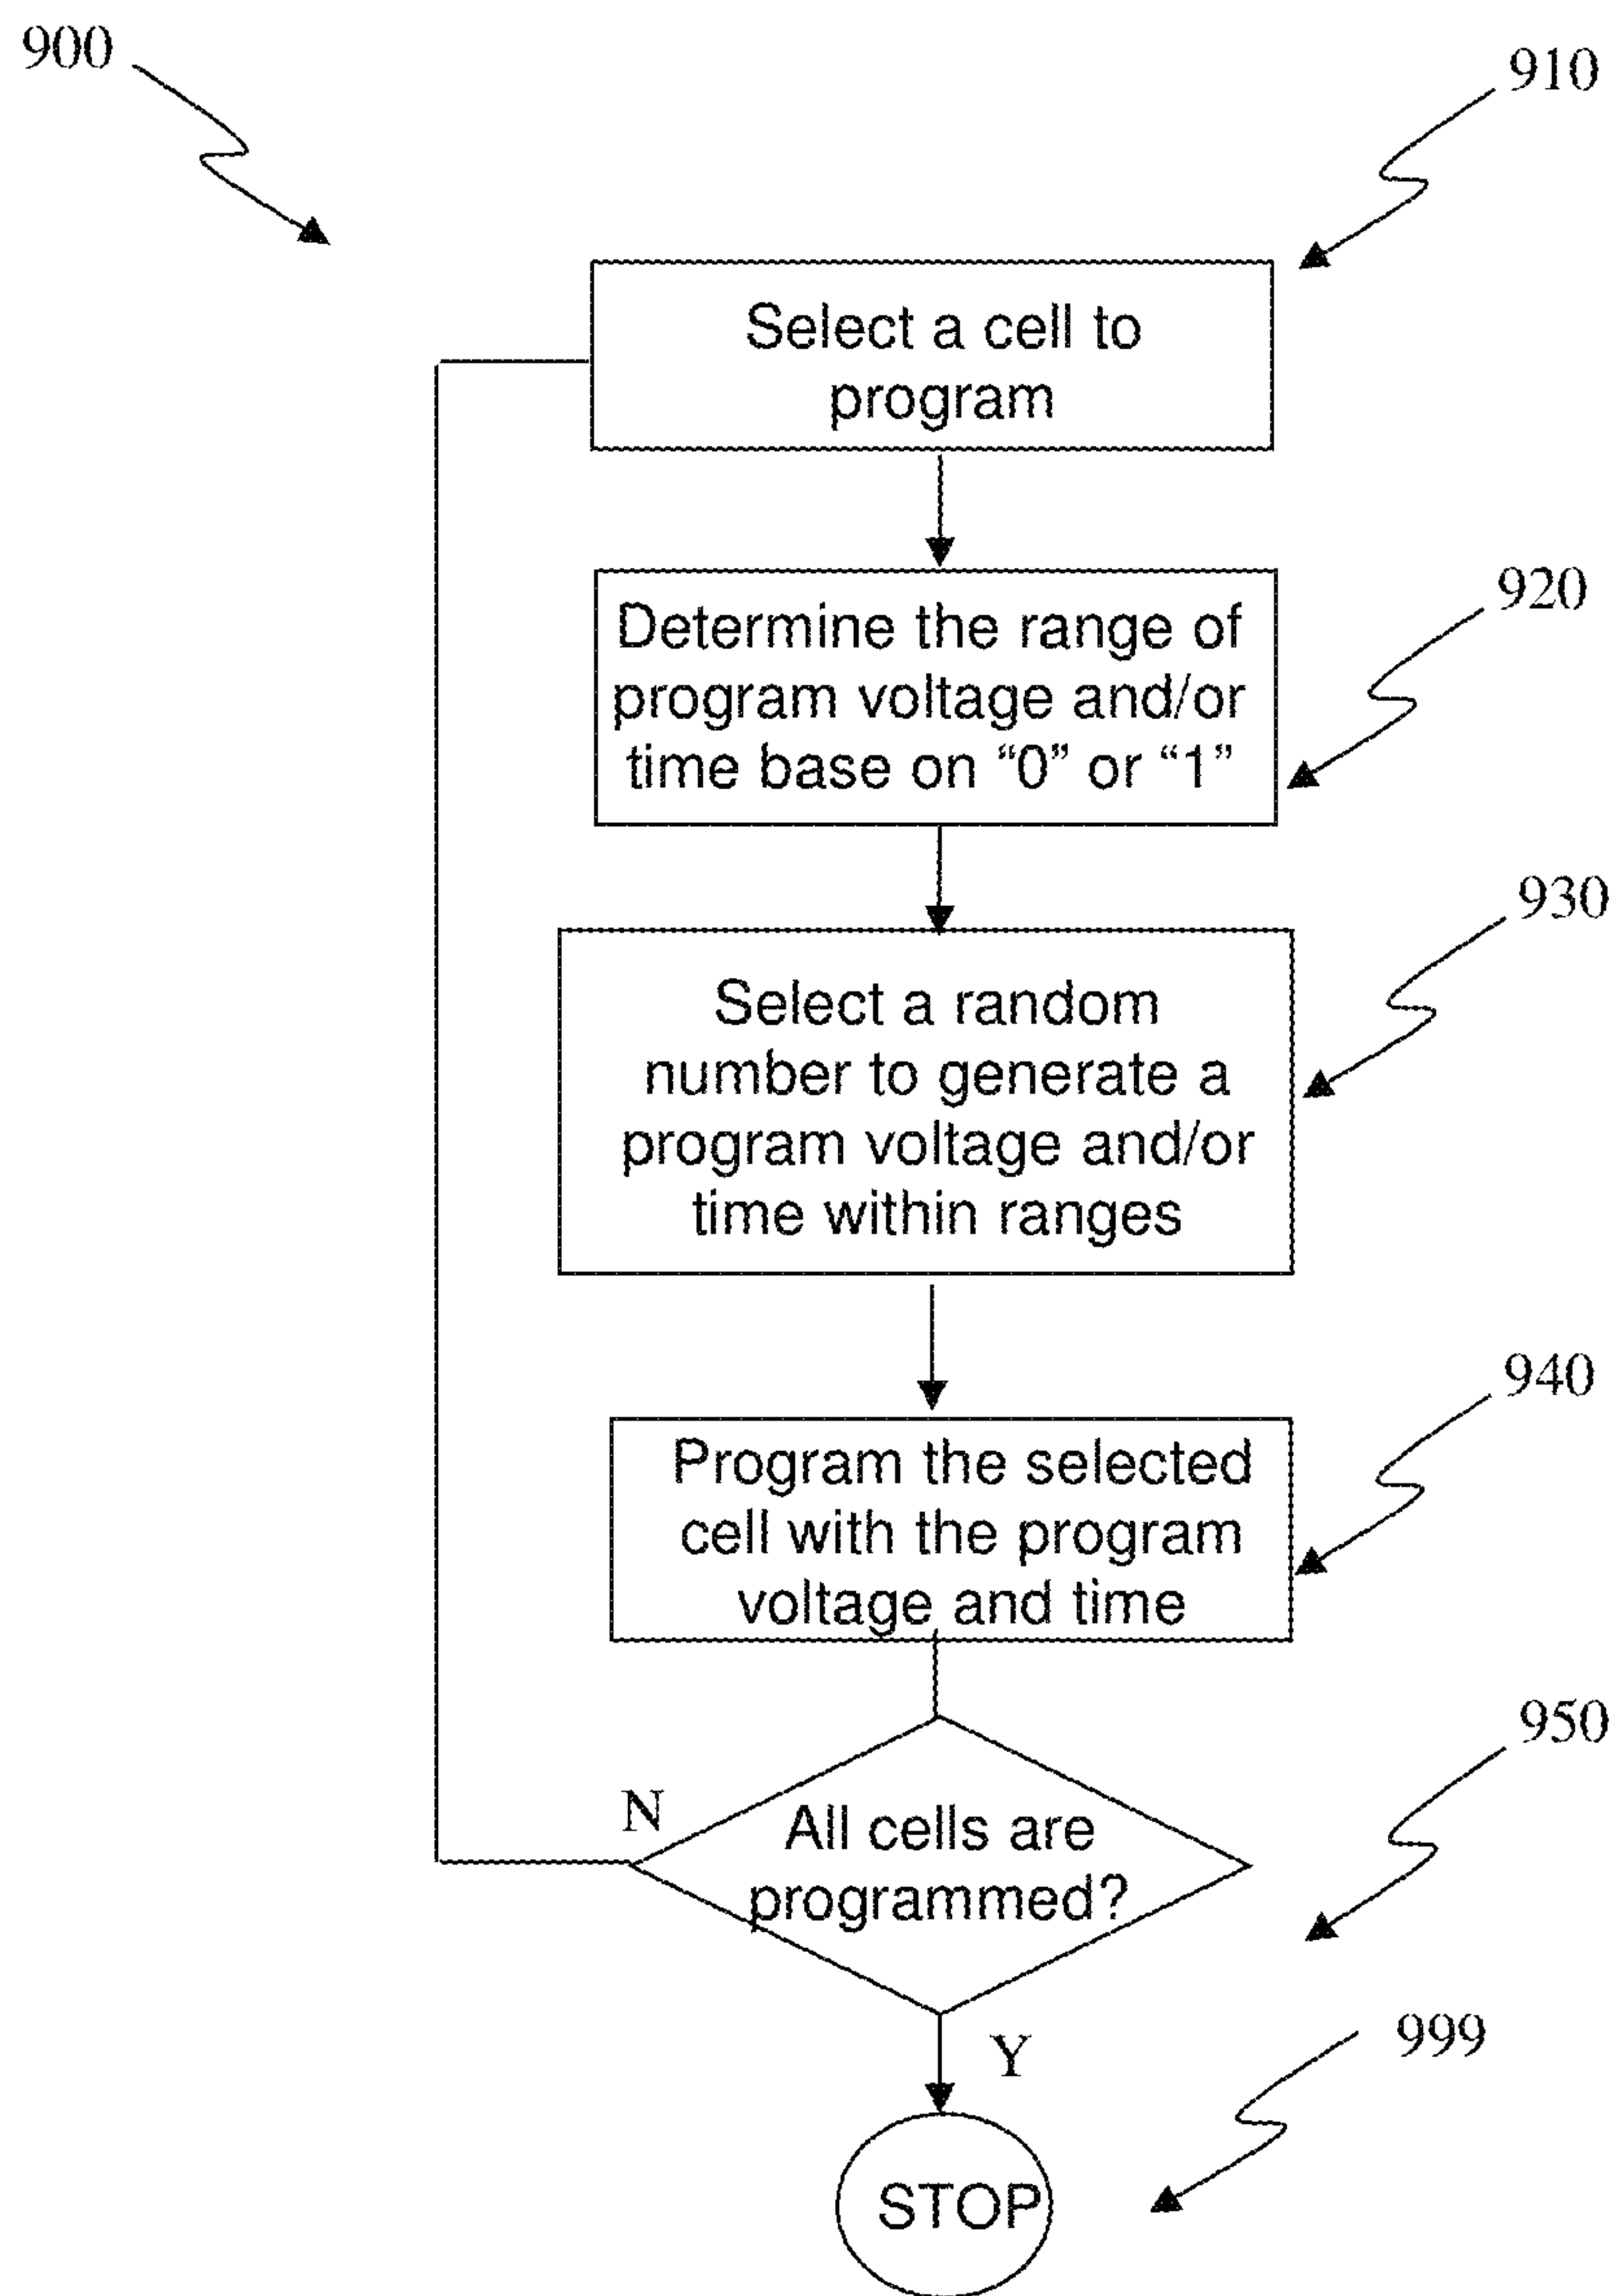 900
910
Select a cell to
program
920
Determine the range of
program voltage and/or
time base on “0” or “1”
930
Select a random
number to generate a
program voltage and/or
time within ranges
940
Program the selected
cell with the program
voltage and time
950
N
All cells are
programmed?
Y
999
STOP